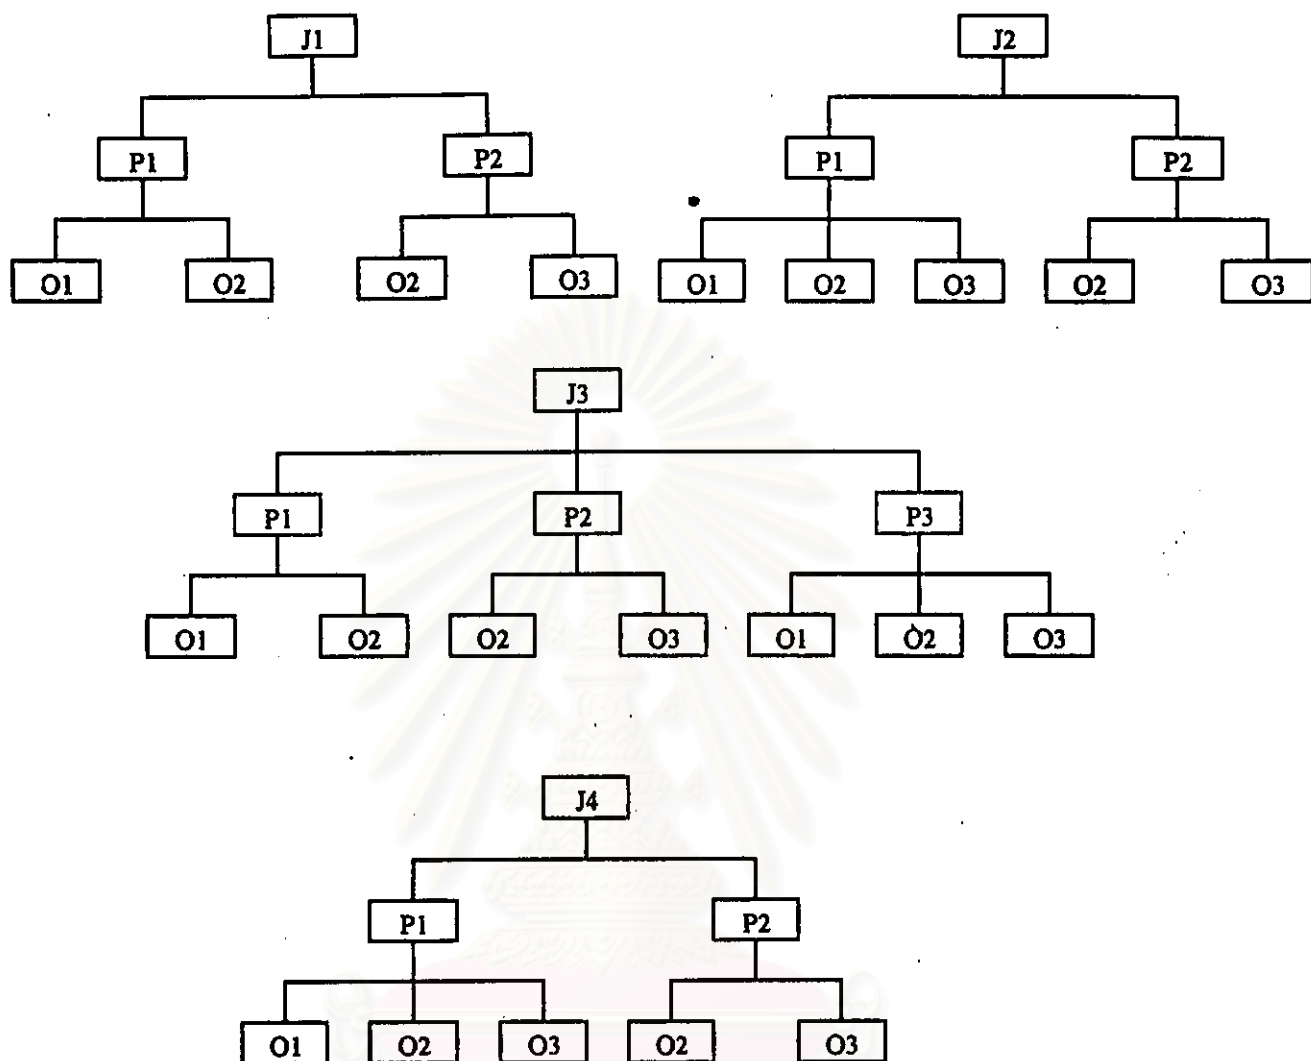 J1 J2
P1 P2 P1 P2
O1 O2 O2 O3 O1 O2 O3 O2 O3
J3
P1 P2 P3
O1 O2 O2 O3 O1 O2 O3
J4
P1 P2
O1 O2 O3 O2 O3